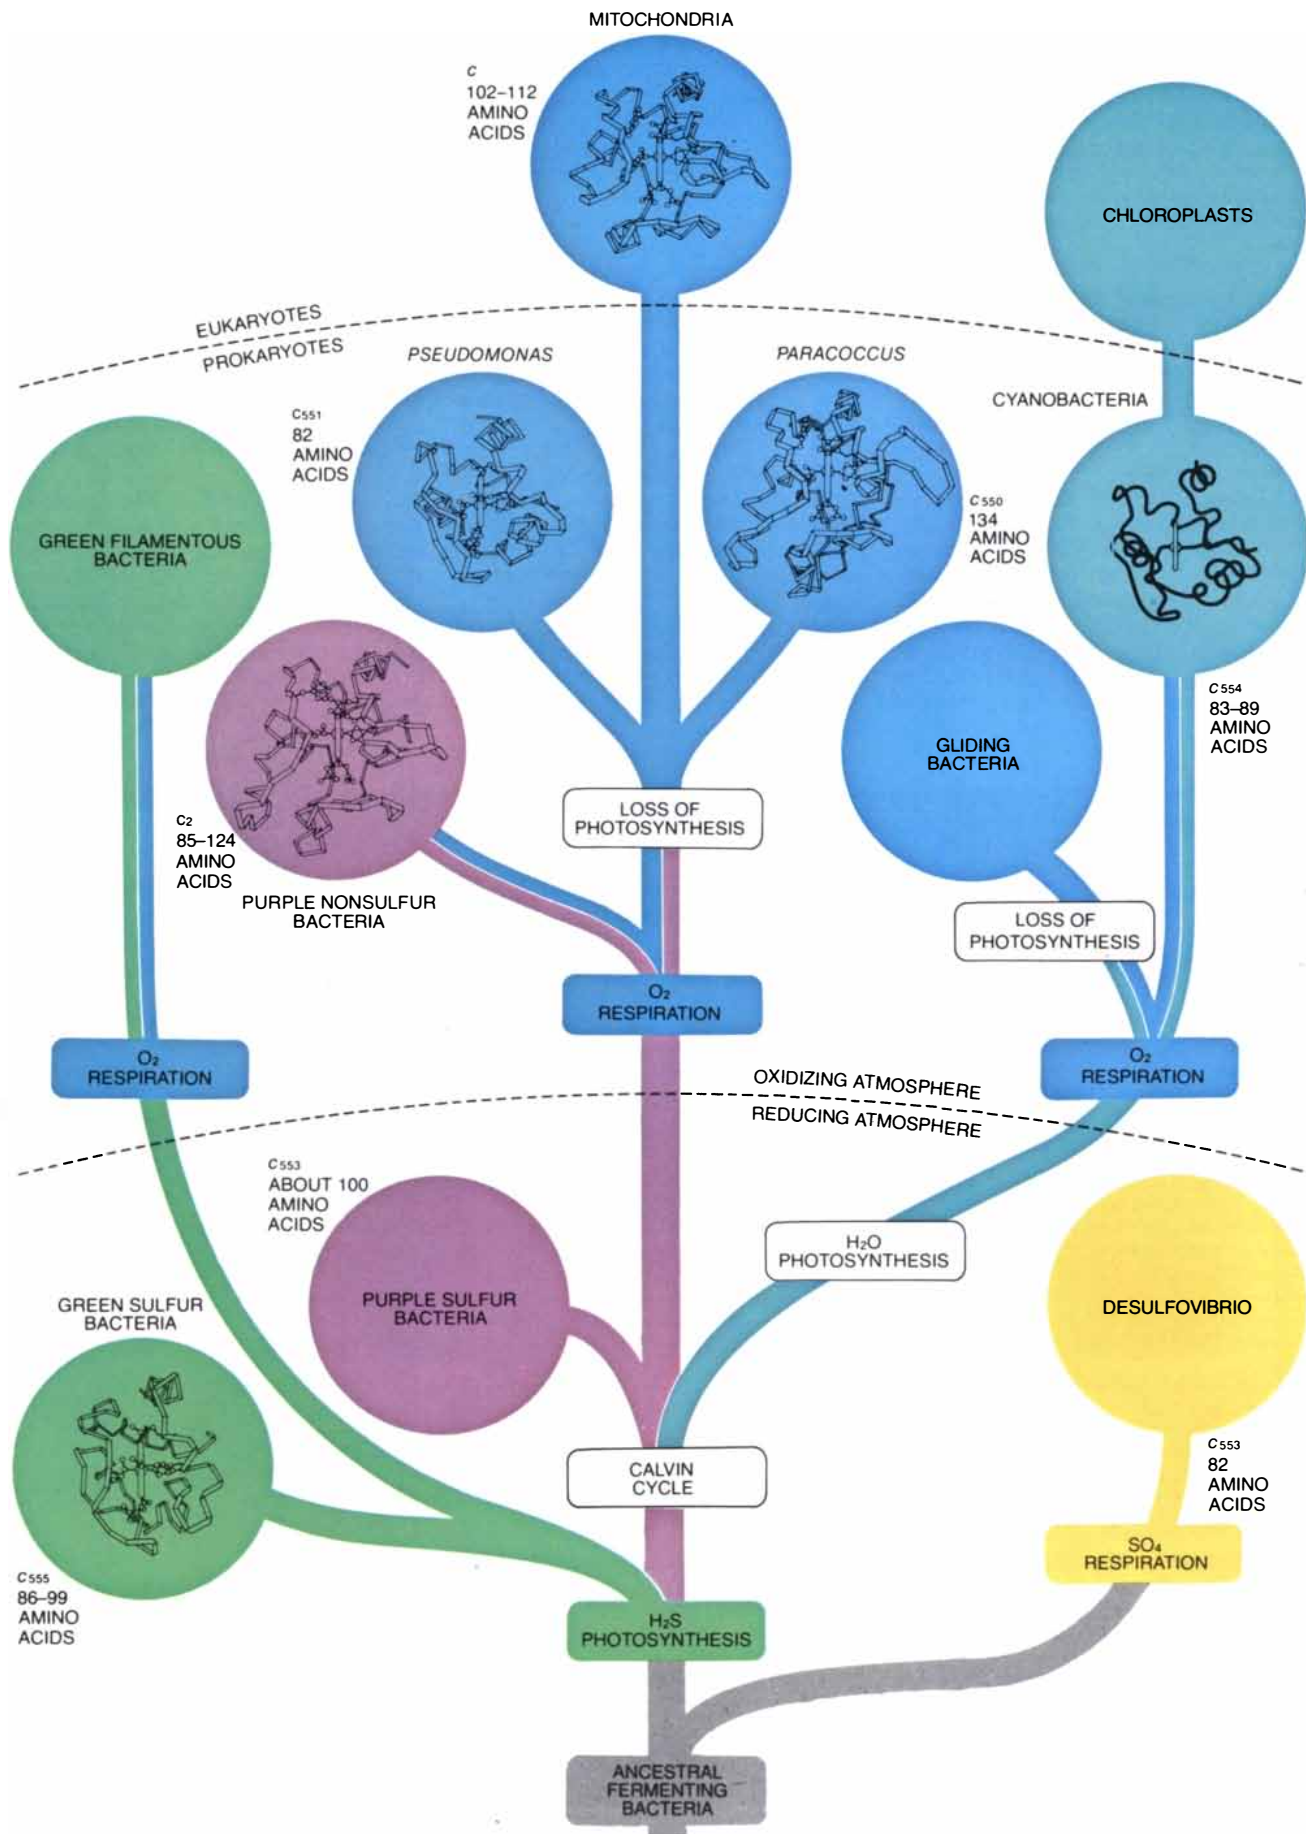 MITOCHONDRIA
C
102–112
AMINO
ACIDS
CHLOROPLASTS
EUKARYOTES
PROKARYOTES
PSEUDOMONAS
PARACOCCUS
CYANOBACTERIA
C551
82
AMINO
ACIDS
C550
134
AMINO
ACIDS
GREEN FILAMENTOUS
BACTERIA
C554
83–89
AMINO
ACIDS
GLIDING
BACTERIA
C2
85–124
AMINO
ACIDS
PURPLE NONSULFUR
BACTERIA
LOSS OF
PHOTOSYNTHESIS
LOSS OF
PHOTOSYNTHESIS
O2
RESPIRATION
O2
RESPIRATION
O2
RESPIRATION
OXIDIZING ATMOSPHERE
REDUCING ATMOSPHERE
C553
ABOUT 100
AMINO
ACIDS
H2O
PHOTOSYNTHESIS
PURPLE SULFUR
BACTERIA
DESULFOVIBRIO
GREEN SULFUR
BACTERIA
C553
82
AMINO
ACIDS
CALVIN
CYCLE
SO4
RESPIRATION
C555
86–99
AMINO
ACIDS
H2S
PHOTOSYNTHESIS
ANCESTRAL
FERMENTING
BACTERIA